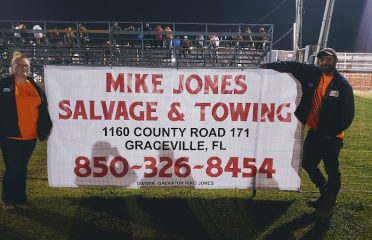 MIKE JONES
SALVAGE & TOWING
1160 COUNTY ROAD 171
GRACEVILLE, FL
850-326-8454
OWNER, OPERATOR MIKE JONES